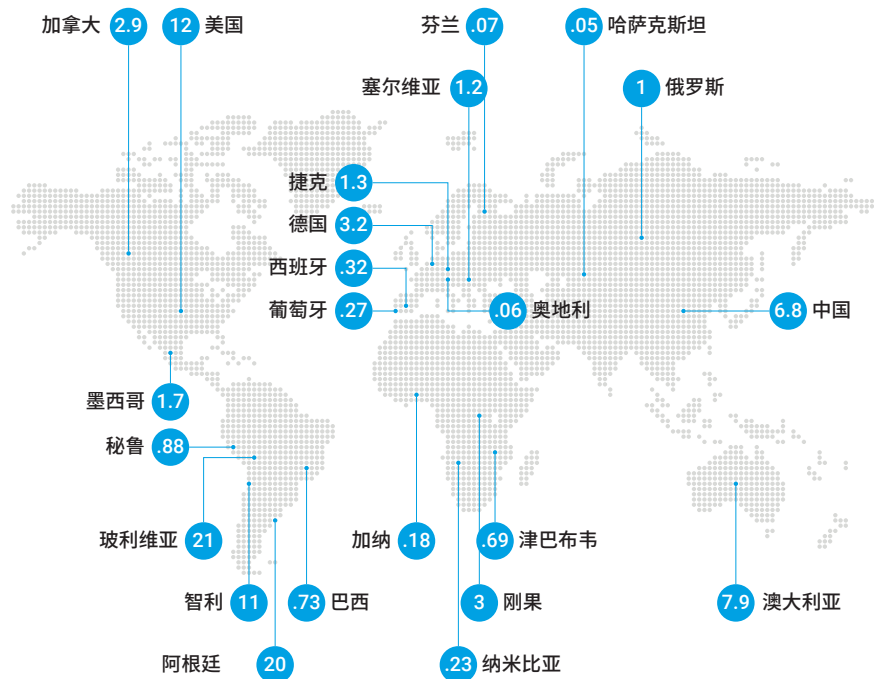 加拿大 2.9
12 美国
芬兰 .07
.05 哈萨克斯坦
塞尔维亚 1.2
1 俄罗斯
捷克 1.3
德国 3.2
西班牙 .32
葡萄牙 .27
.06 奥地利
6.8 中国
墨西哥 1.7
秘鲁 .88
玻利维亚 21
加纳 .18
.69 津巴布韦
智利 11
.73 巴西
3 刚果
7.9 澳大利亚
阿根廷 20
.23 纳米比亚